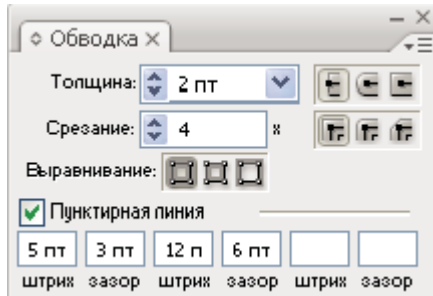 Обводка
Толщина: 2 пт
Срезание: 4 x
Выравнивание:
Пунктирная линия
5 пт 3 пт 12 п 6 пт
штрих зазор штрих зазор штрих зазор